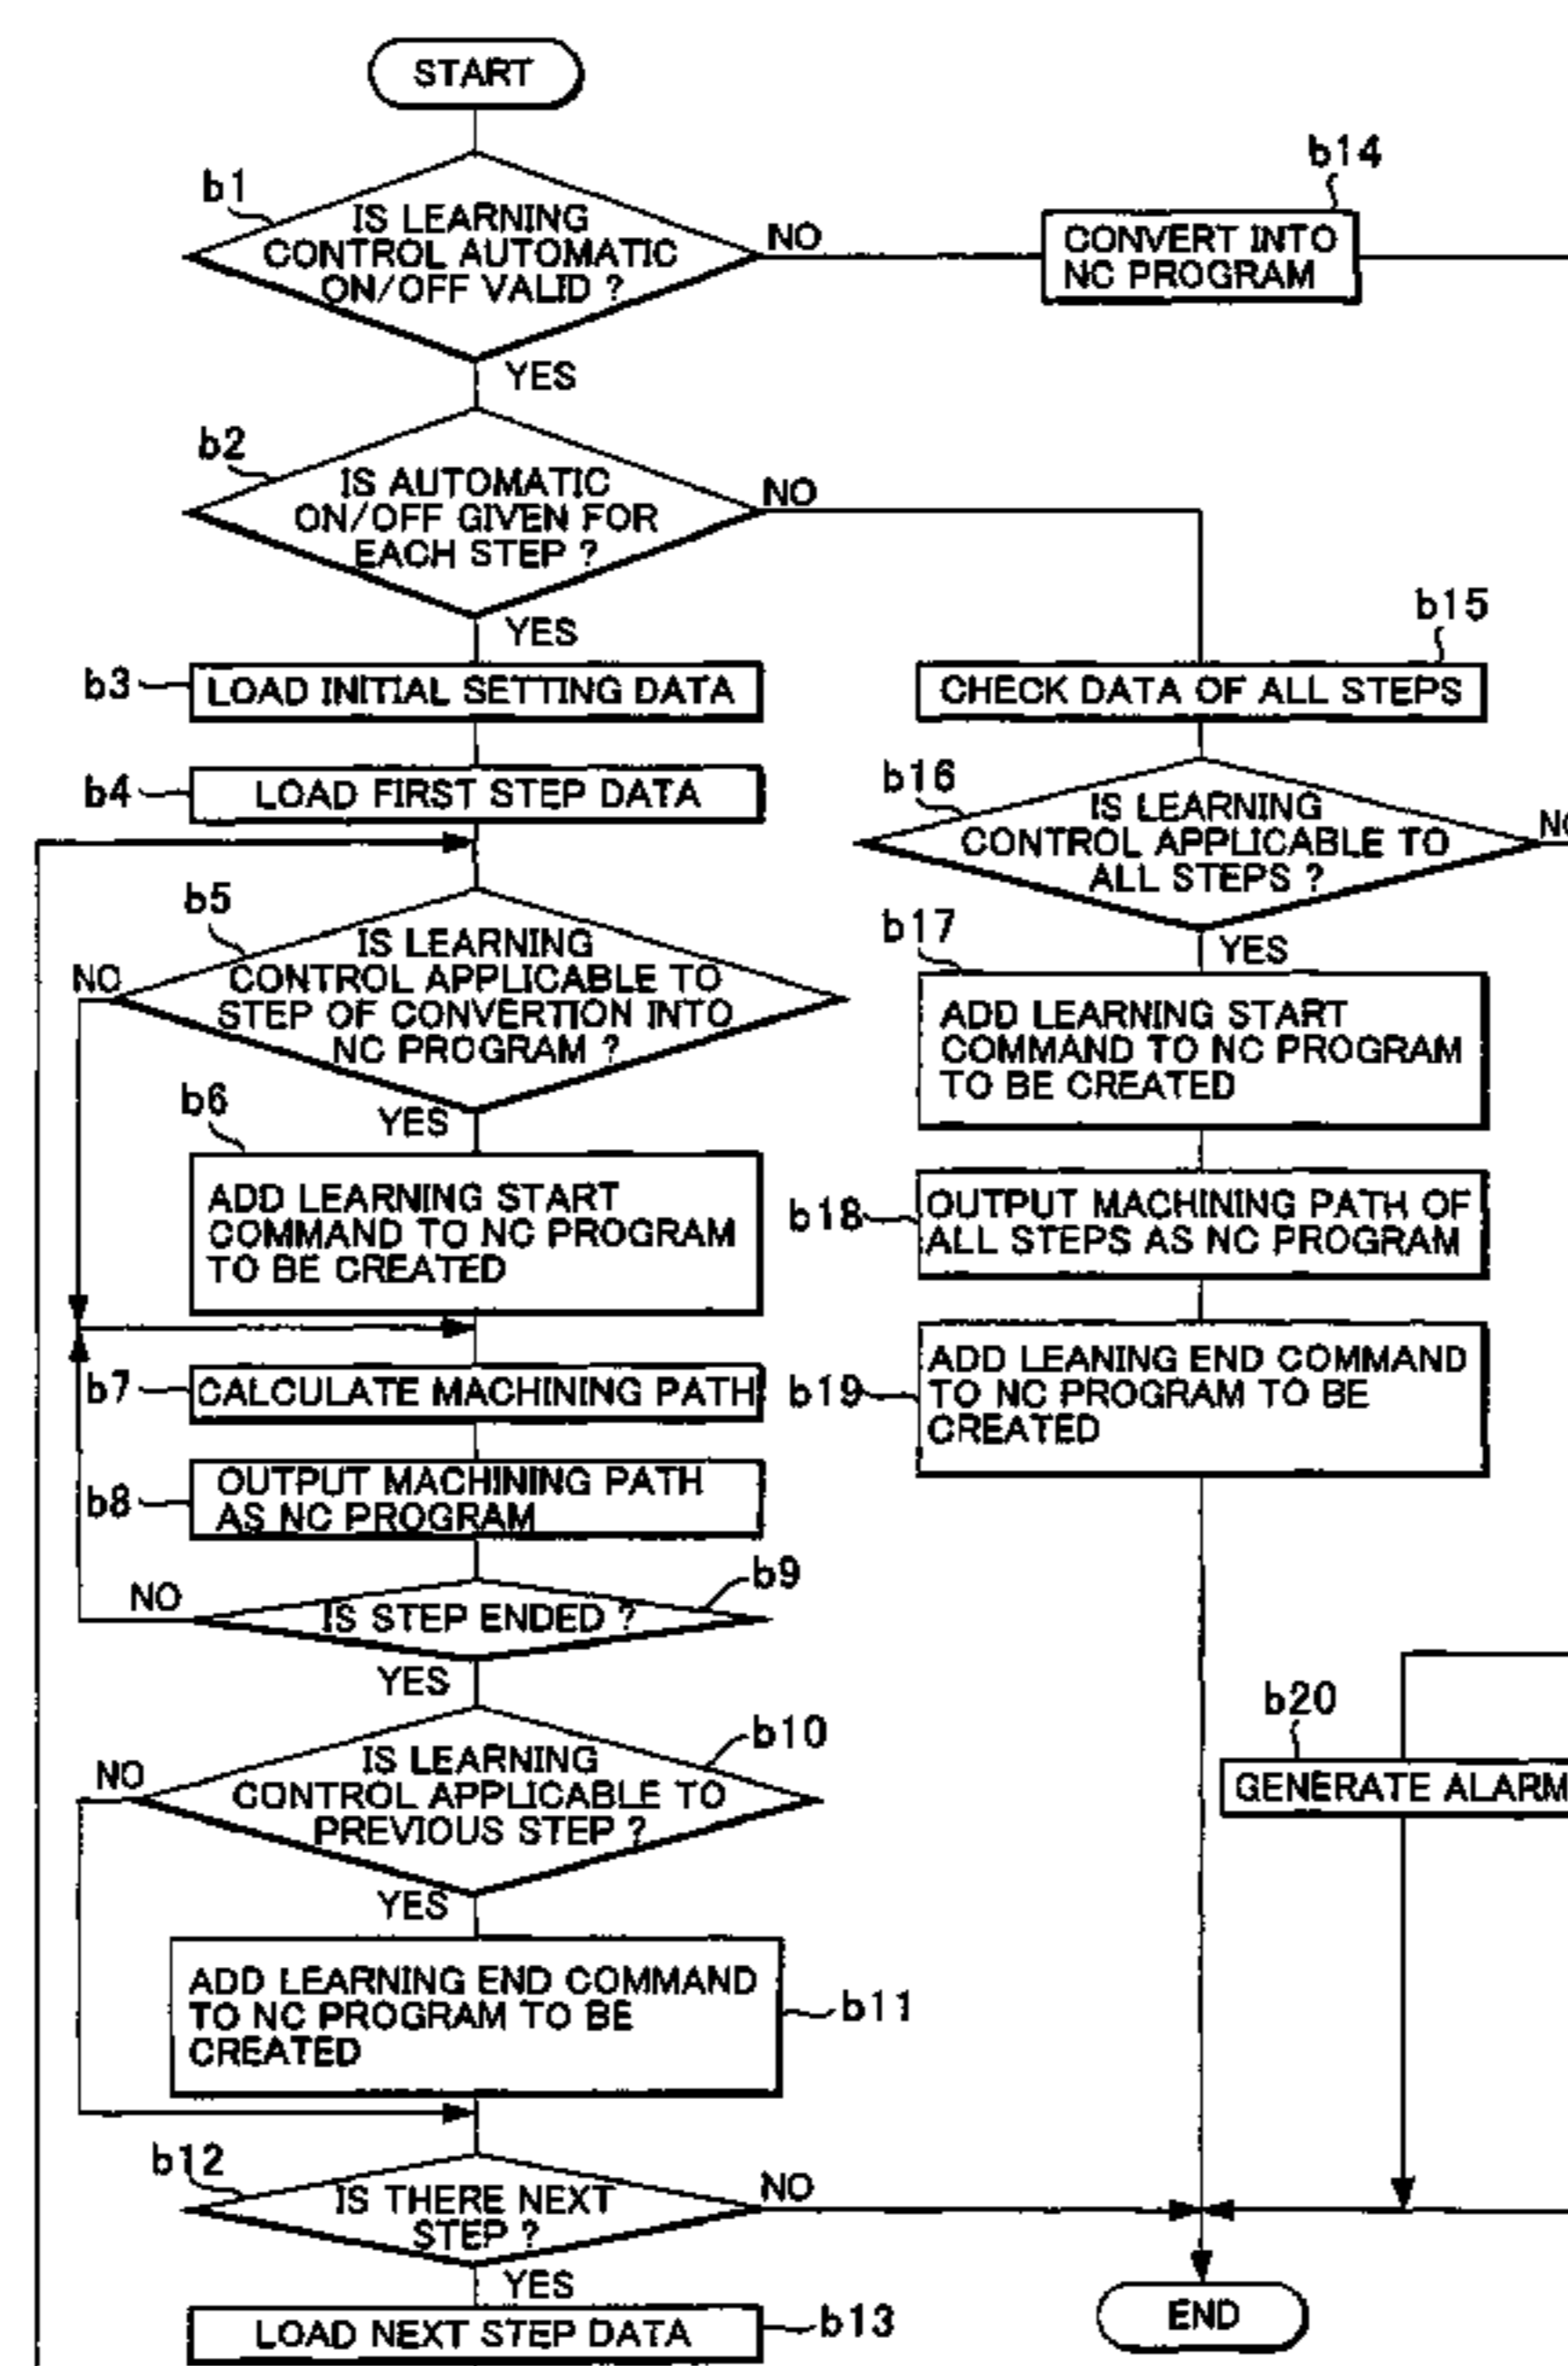 START
b1
IS LEARNING
CONTROL AUTOMATIC
ON/OFF VALID ?
NO
b14
CONVERT INTO
NC PROGRAM
YES
b2
IS AUTOMATIC
ON/OFF GIVEN FOR
EACH STEP ?
NO
YES
b3
LOAD INITIAL SETTING DATA
b4
LOAD FIRST STEP DATA
b5
IS LEARNING
CONTROL APPLICABLE TO
STEP OF CONVERTION INTO
NC PROGRAM ?
NO
YES
b6
ADD LEARNING START
COMMAND TO NC PROGRAM
TO BE CREATED
b7
CALCULATE MACHINING PATH
b8
OUTPUT MACHINING PATH
AS NC PROGRAM
b9
IS STEP ENDED ?
NO
YES
b10
IS LEARNING
CONTROL APPLICABLE TO
PREVIOUS STEP ?
NO
YES
ADD LEARNING END COMMAND
TO NC PROGRAM TO BE
CREATED
b11
b12
IS THERE NEXT
STEP ?
NO
YES
LOAD NEXT STEP DATA
b13
b15
CHECK DATA OF ALL STEPS
b16
IS LEARNING
CONTROL APPLICABLE TO
ALL STEPS ?
NO
YES
b17
ADD LEARNING START
COMMAND TO NC PROGRAM
TO BE CREATED
b18
OUTPUT MACHINING PATH OF
ALL STEPS AS NC PROGRAM
b19
ADD LEANING END COMMAND
TO NC PROGRAM TO BE
CREATED
b20
GENERATE ALARM
END